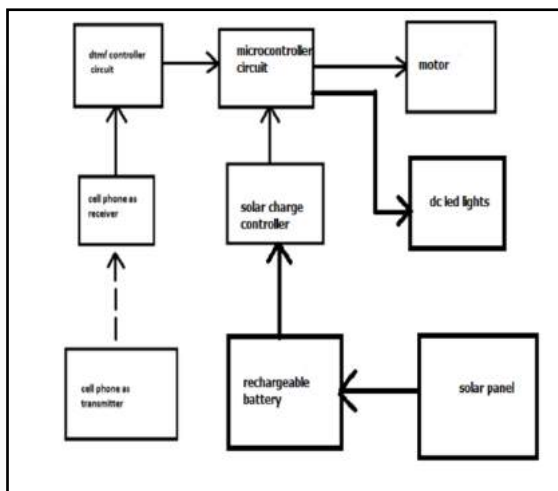 dtmf controller
circuit
microcontroller
circuit
motor
cell phone as
receiver
solar charge
controller
dc led lights
cell phone as
transmitter
rechargeable
battery
solar panel